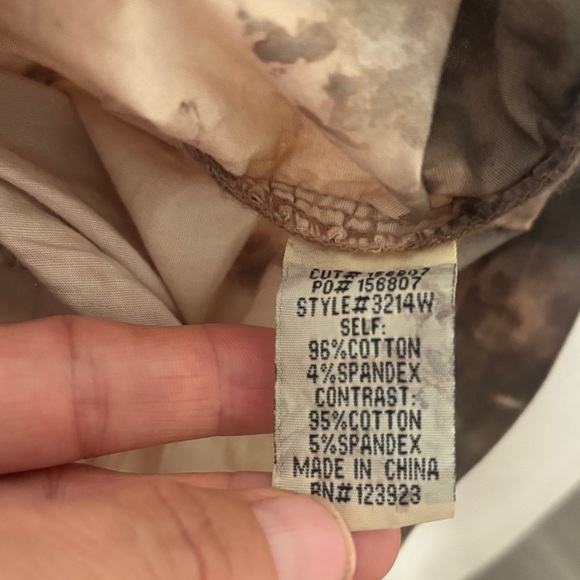 CUT# 156807
PO# 156807
STYLE#3214W
SELF:
96%COTTON
4%SPANDEX
CONTRAST:
95%COTTON
5%SPANDEX
MADE IN CHINA
RN#123923